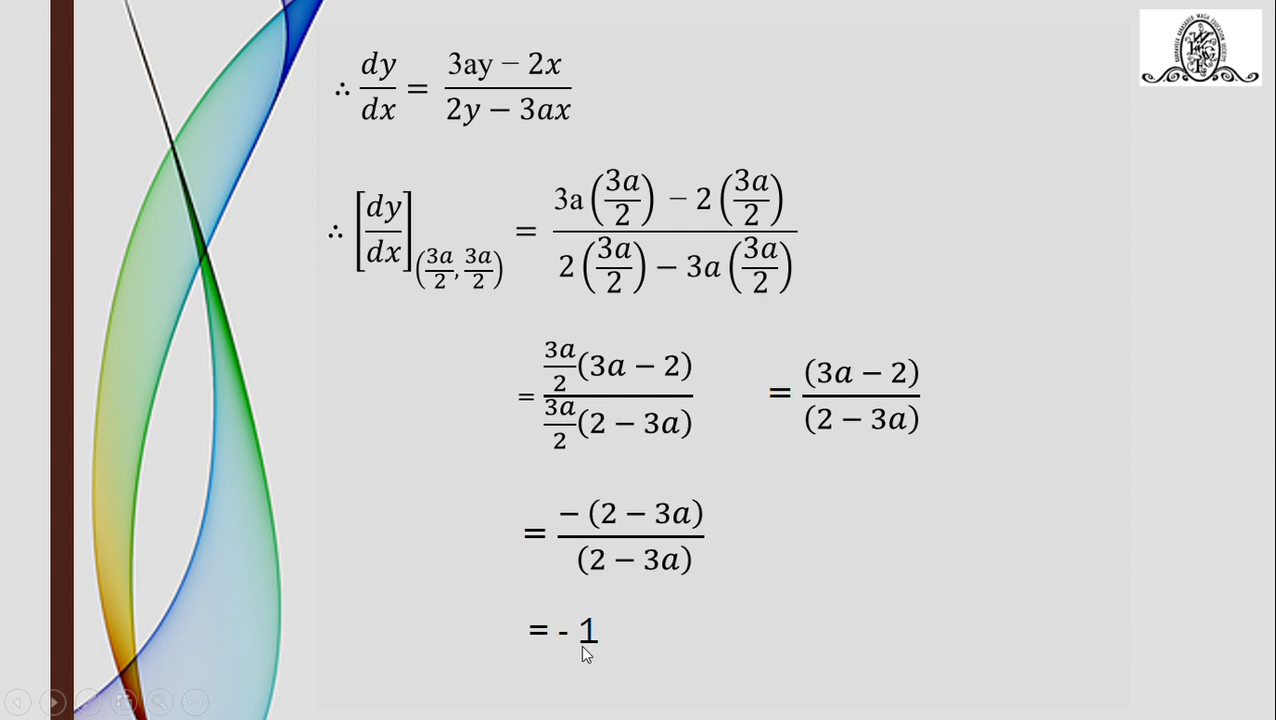 ∴ dy/dx = (3ay − 2x)/(2y − 3ax)
∴ [dy/dx](3a/2, 3a/2) = (3a(3a/2) − 2(3a/2))/(2(3a/2) − 3a(3a/2))
= (3a/2(3a − 2))/(3a/2(2 − 3a)) = (3a − 2)/(2 − 3a)
= − (2 − 3a)/(2 − 3a)
= - 1